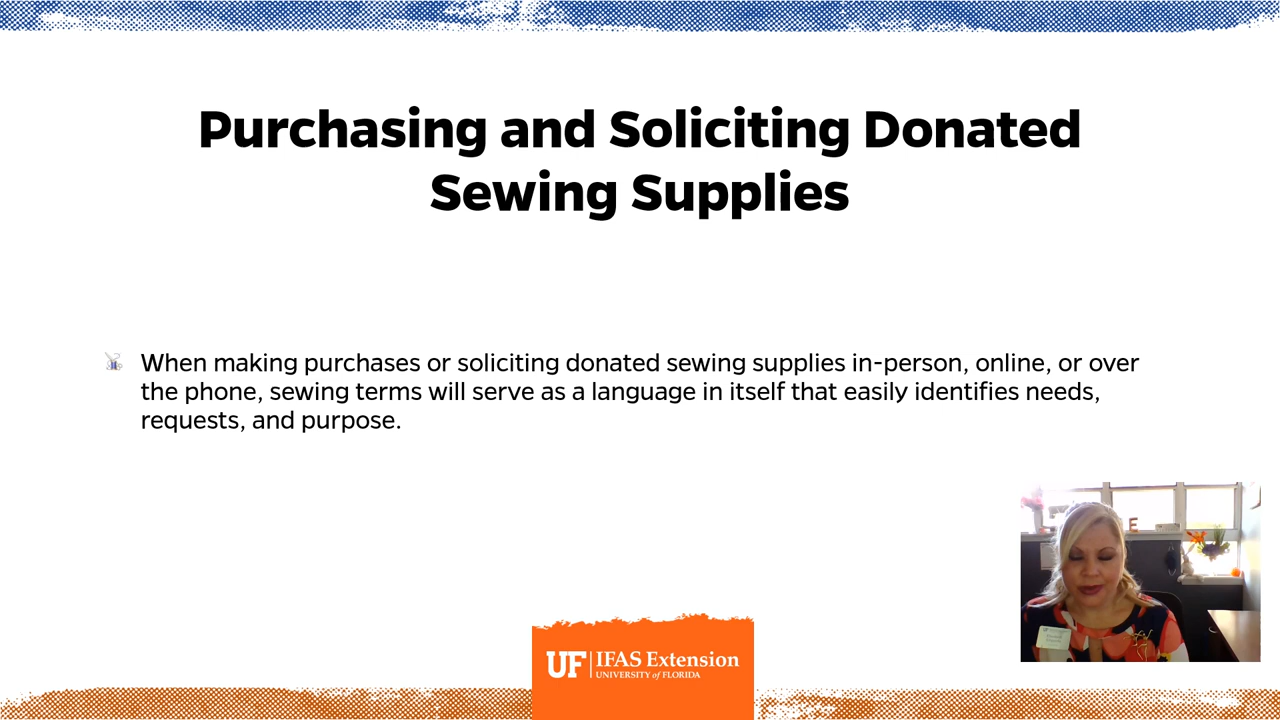 Purchasing and Soliciting Donated
Sewing Supplies
When making purchases or soliciting donated sewing supplies in-person, online, or over
the phone, sewing terms will serve as a language in itself that easily identifies needs,
requests, and purpose.
E
UF IFAS Extension
UNIVERSITY of FLORIDA